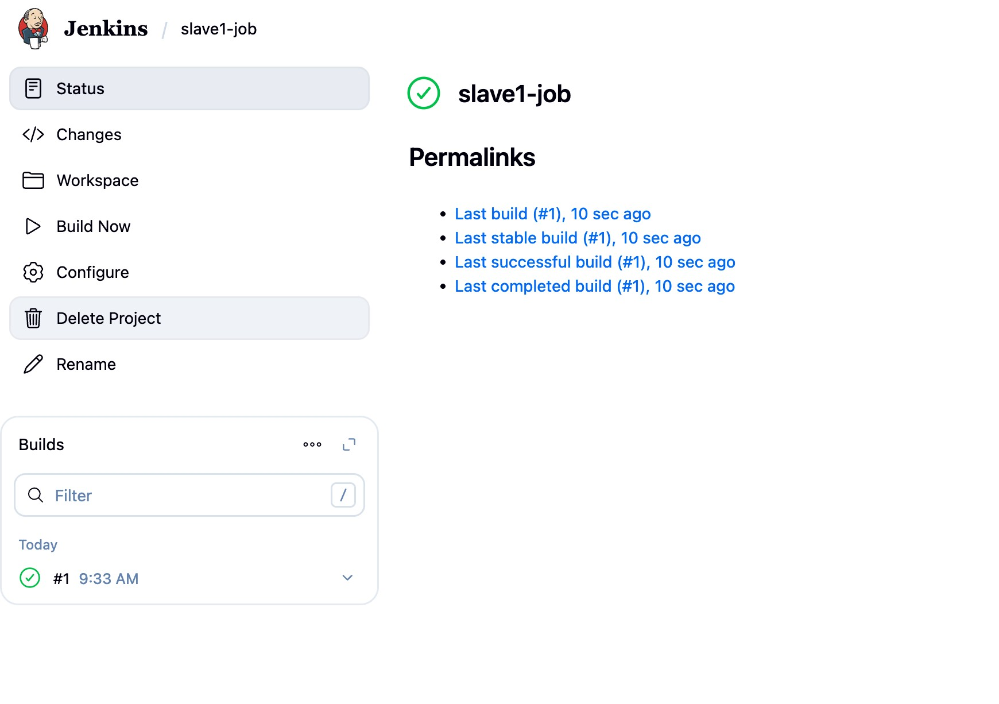 Jenkins / slave1-job
Status
Changes
Workspace
Build Now
Configure
Delete Project
Rename
Builds
Filter /
Today
#1 9:33 AM
slave1-job
Permalinks
Last build (#1), 10 sec ago
Last stable build (#1), 10 sec ago
Last successful build (#1), 10 sec ago
Last completed build (#1), 10 sec ago